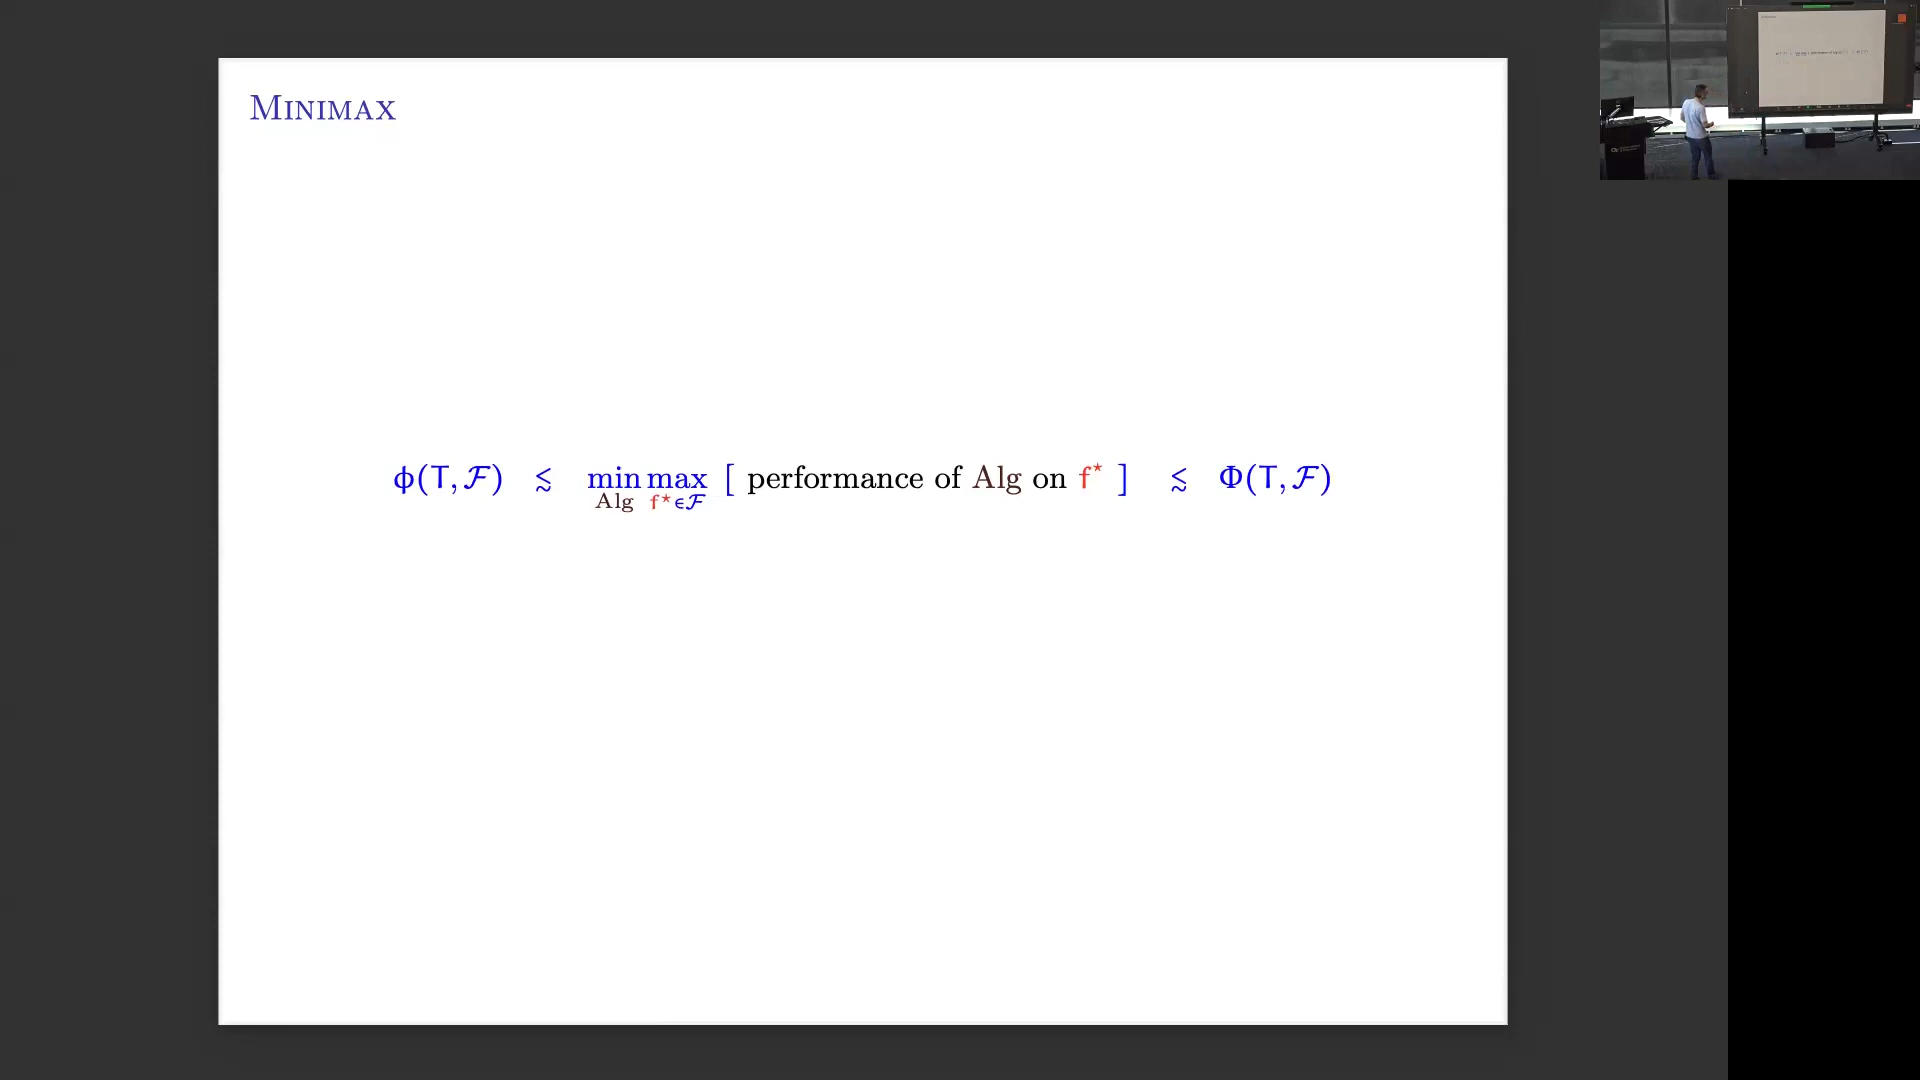 Minimax
ϕ(T, ℱ) ≲ min max [ performance of Alg on f⋆ ] ≲ Φ(T, ℱ)
Alg f⋆∈ℱ